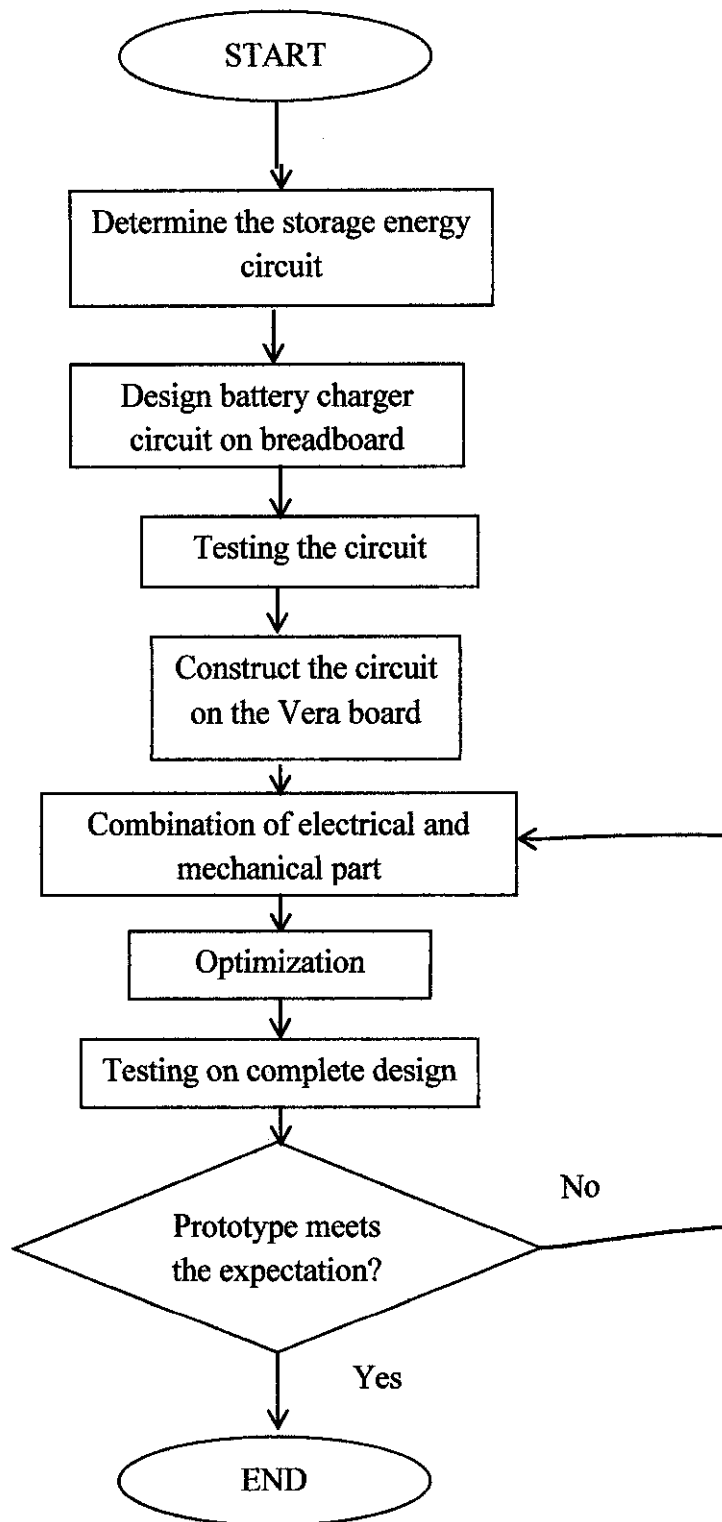 START
Determine the storage energy
circuit
Design battery charger
circuit on breadboard
Testing the circuit
Construct the circuit
on the Vera board
Combination of electrical and
mechanical part
Optimization
Testing on complete design
No
Prototype meets
the expectation?
Yes
END